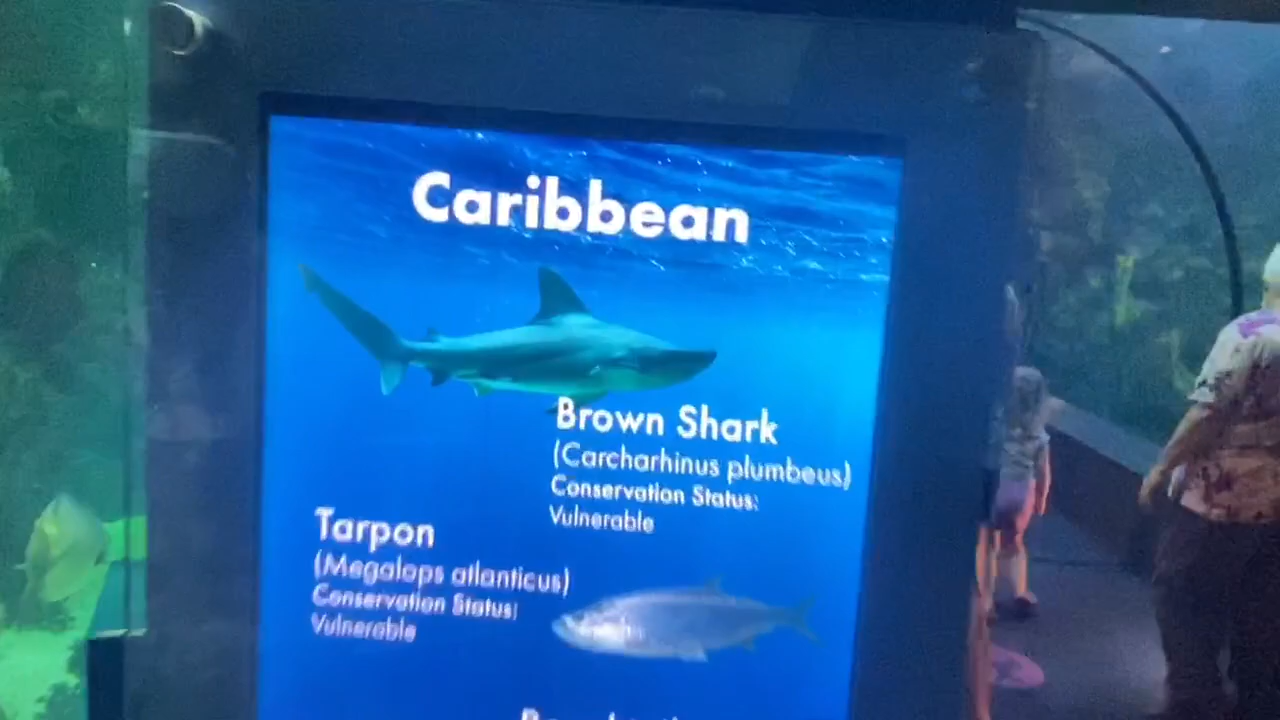 Caribbean
Brown Shark
(Carcharhinus plumbeus)
Conservation Status:
Vulnerable
Tarpon
(Megalops atlanticus)
Conservation Status:
Vulnerable